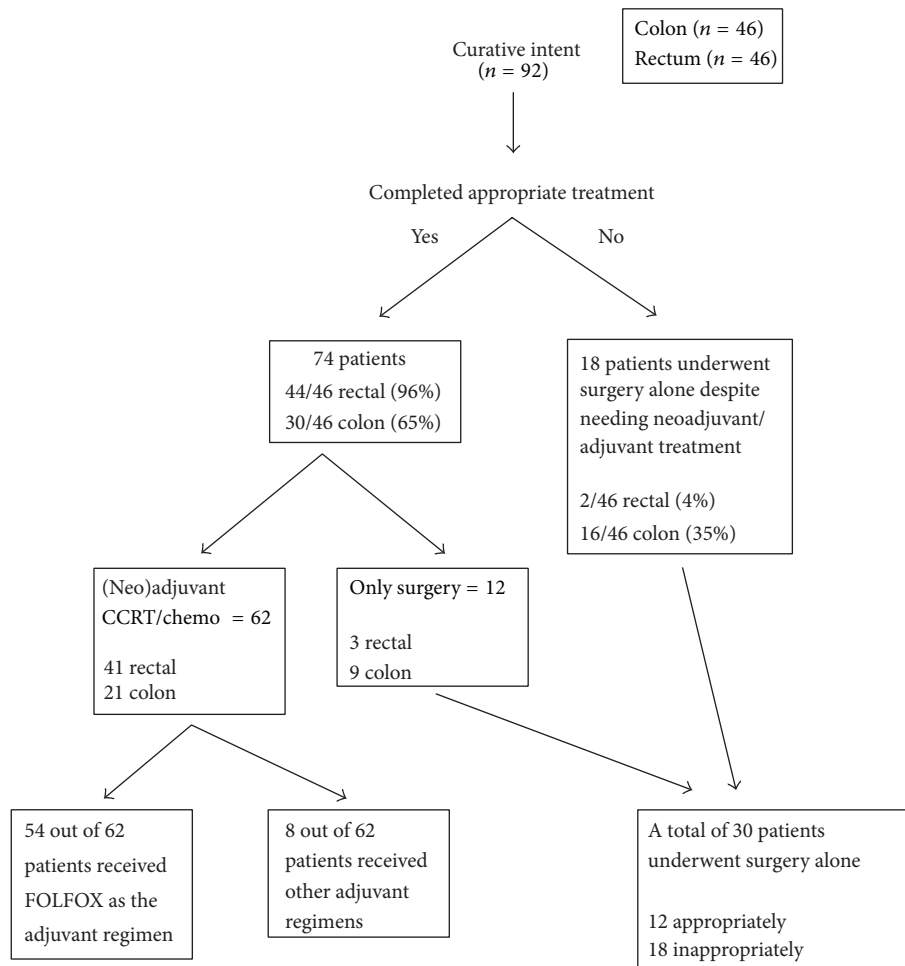 Curative intent
(n = 92)
Colon (n = 46)
Rectum (n = 46)
Completed appropriate treatment
Yes
No
74 patients
44/46 rectal (96%)
30/46 colon (65%)
18 patients underwent
surgery alone despite
needing neoadjuvant/
adjuvant treatment
2/46 rectal (4%)
16/46 colon (35%)
(Neo)adjuvant
CCRT/chemo = 62
41 rectal
21 colon
Only surgery = 12
3 rectal
9 colon
54 out of 62
patients received
FOLFOX as the
adjuvant regimen
8 out of 62
patients received
other adjuvant
regimens
A total of 30 patients
underwent surgery alone
12 appropriately
18 inappropriately